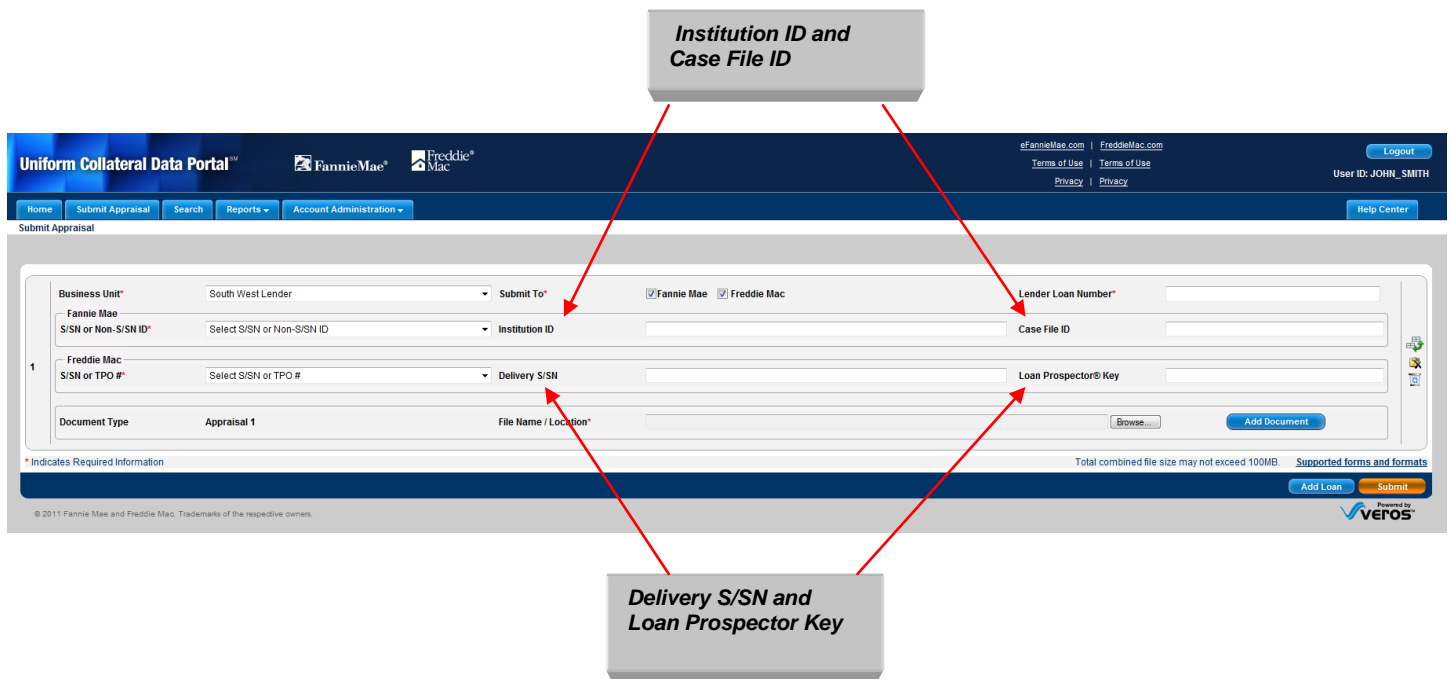 Institution ID and
Case File ID
Uniform Collateral Data Portal℠
FannieMae®
Freddie®
Mac
eFannieMae.com | FreddieMac.com
Terms of Use | Terms of Use
Privacy | Privacy
Logout
User ID: JOHN_SMITH
Home Submit Appraisal Search Reports Account Administration Help Center
Submit Appraisal
Business Unit* South West Lender Submit To* Fannie Mae Freddie Mac Lender Loan Number*
Fannie Mae
S/SN or Non-S/SN ID* Select S/SN or Non-S/SN ID Institution ID Case File ID
1
Freddie Mac
S/SN or TPO #* Select S/SN or TPO # Delivery S/SN Loan Prospector® Key
Document Type Appraisal 1 File Name / Location* Browse... Add Document
* Indicates Required Information Total combined file size may not exceed 100MB. Supported forms and formats
Add Loan Submit
© 2011 Fannie Mae and Freddie Mac. Trademarks of the respective owners.
Powered by
veros™
Delivery S/SN and
Loan Prospector Key